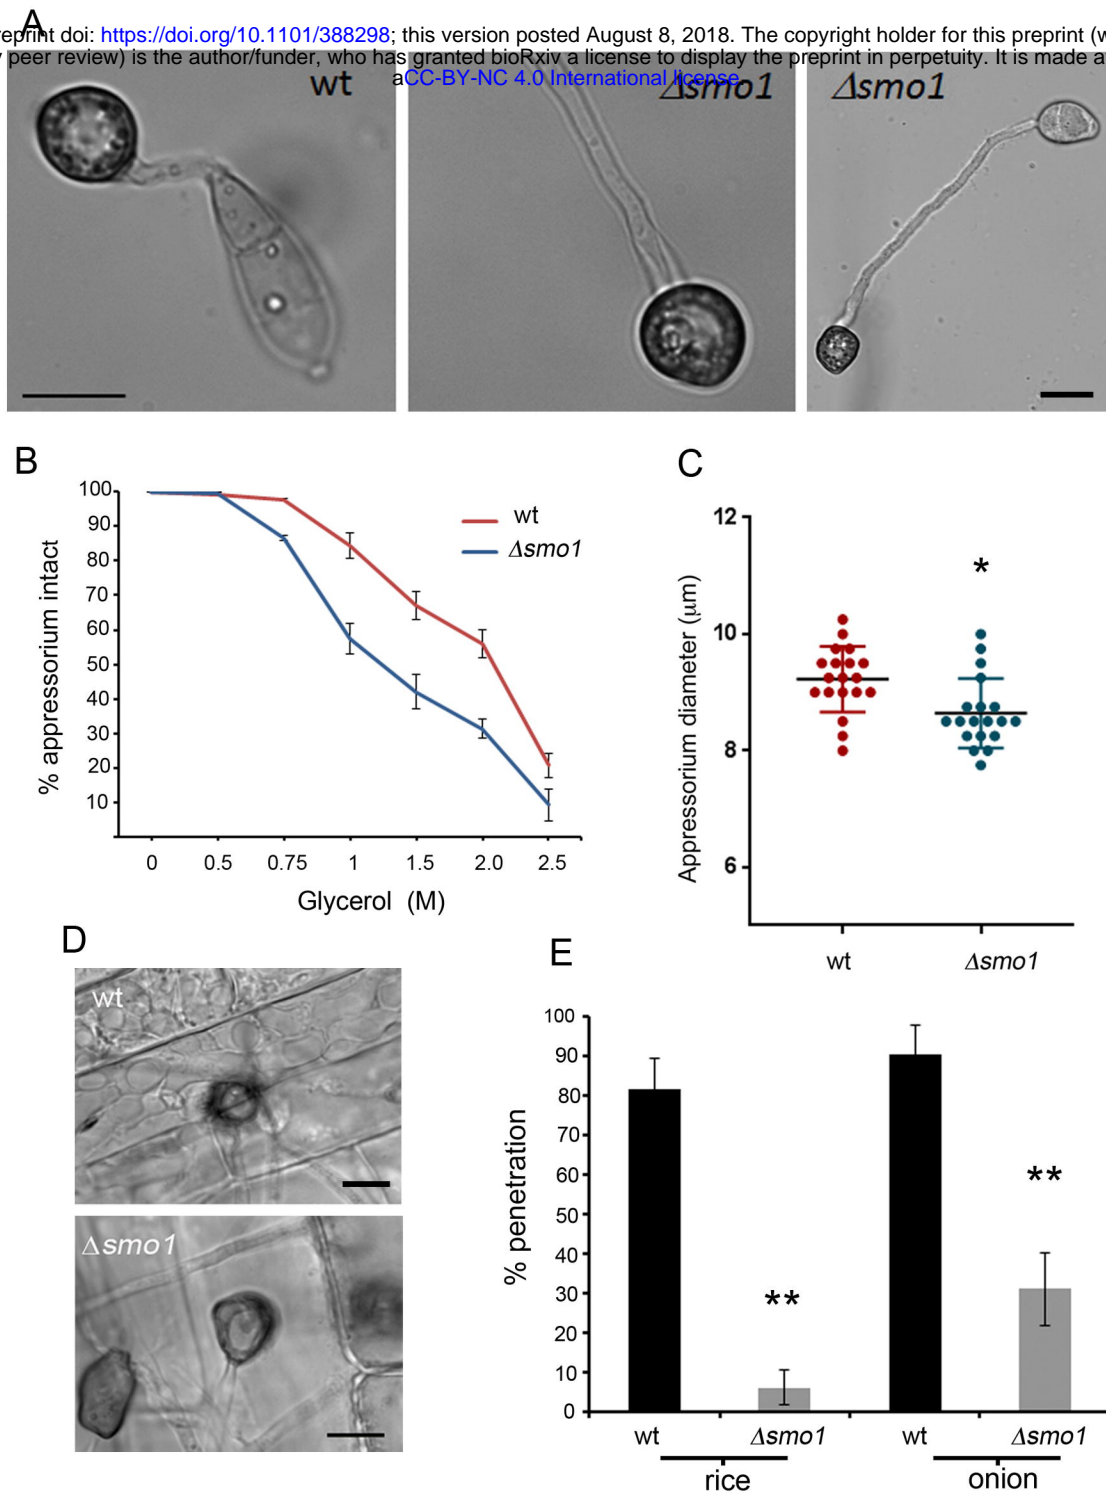 A
reprint doi: https://doi.org/10.1101/388298; this version posted August 8, 2018. The copyright holder for this preprint (w
y peer review) is the author/funder, who has granted bioRxiv a license to display the preprint in perpetuity. It is made a
aCC-BY-NC 4.0 International license.
wt
Δsmo1
Δsmo1
B
100
90
80
70
60
50
40
30
20
10
% appressorium intact
wt
Δsmo1
0 0.5 0.75 1 1.5 2.0 2.5
Glycerol (M)
C
12
10
8
6
Appressorium diameter (μm)
*
wt Δsmo1
D
wt
Δsmo1
E
100
90
80
70
60
50
40
30
20
10
0
% penetration
**
**
wt Δsmo1 wt Δsmo1
rice onion